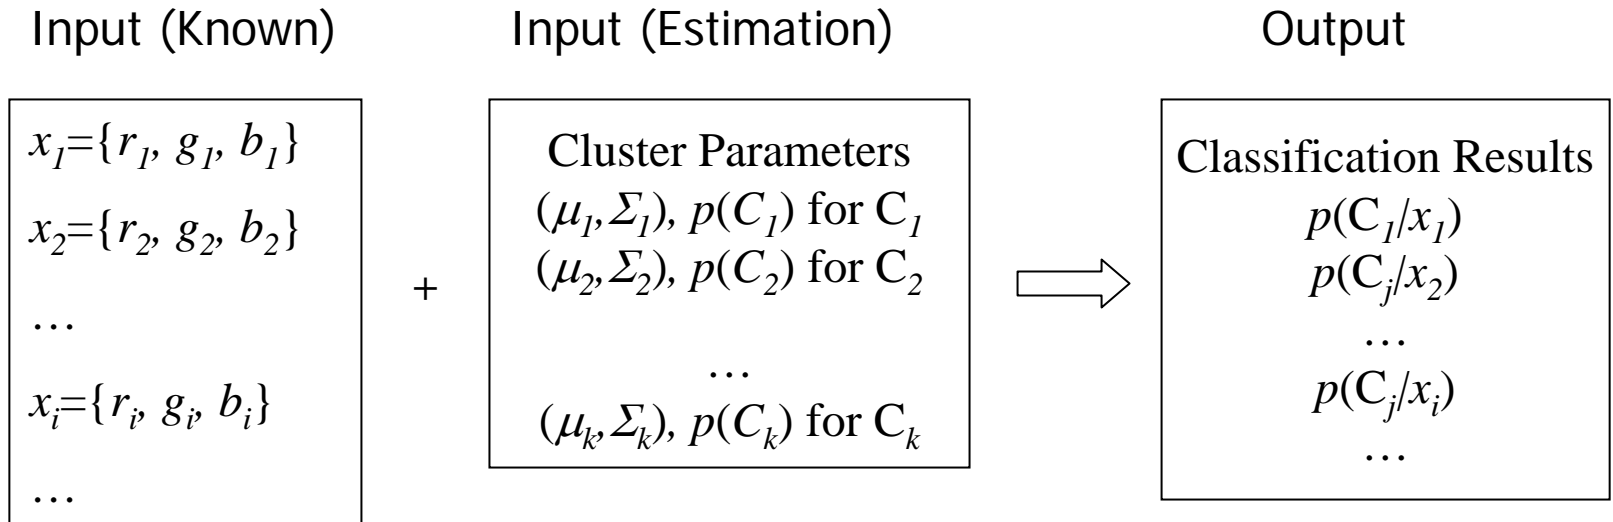 Input (Known)
Input (Estimation)
Output
x₁={r₁, g₁, b₁}
x₂={r₂, g₂, b₂}
…
xᵢ={rᵢ, gᵢ, bᵢ}
…
+
Cluster Parameters
(μ₁,Σ₁), p(C₁) for C₁
(μ₂,Σ₂), p(C₂) for C₂
…
(μₖ,Σₖ), p(Cₖ) for Cₖ
Classification Results
p(C₁/x₁)
p(Cⱼ/x₂)
…
p(Cⱼ/xᵢ)
…